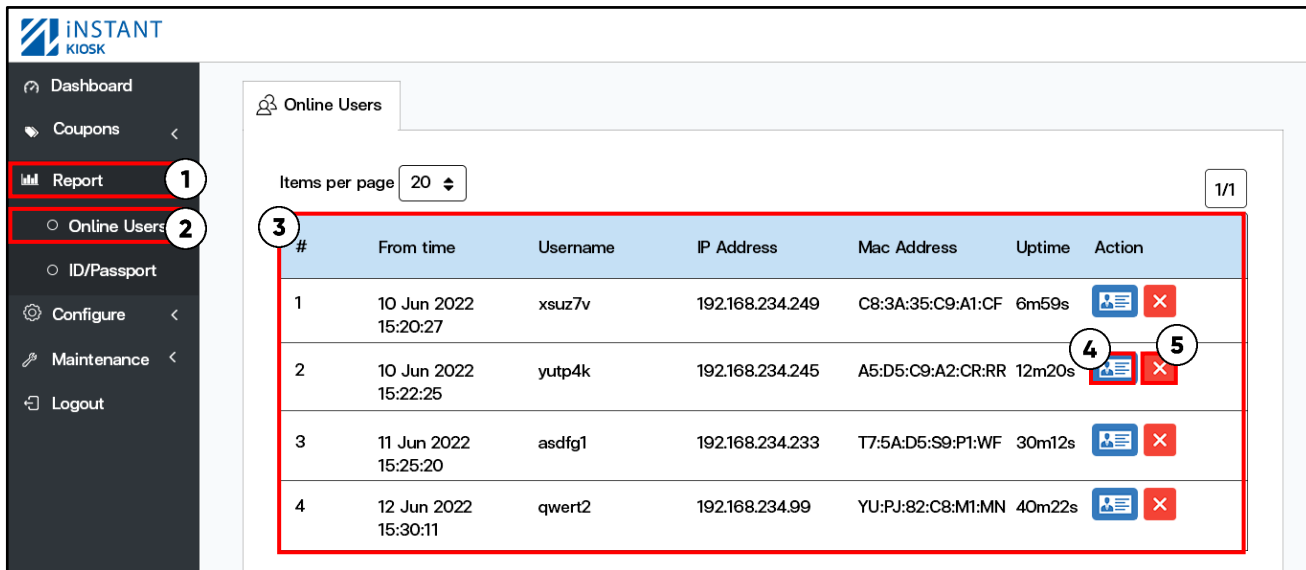 iNSTANT
KIOSK
Dashboard
Coupons
Report 1
Online Users 2
ID/Passport
Configure
Maintenance
Logout
Online Users
Items per page 20
1/1
3
# From time Username IP Address Mac Address Uptime Action
1 10 Jun 2022 xsuz7v 192.168.234.249 C8:3A:35:C9:A1:CF 6m59s
15:20:27
4 5
2 10 Jun 2022 yutp4k 192.168.234.245 A5:D5:C9:A2:CR:RR 12m20s
15:22:25
3 11 Jun 2022 asdfg1 192.168.234.233 T7:5A:D5:S9:P1:WF 30m12s
15:25:20
4 12 Jun 2022 qwert2 192.168.234.99 YU:PJ:82:C8:M1:MN 40m22s
15:30:11